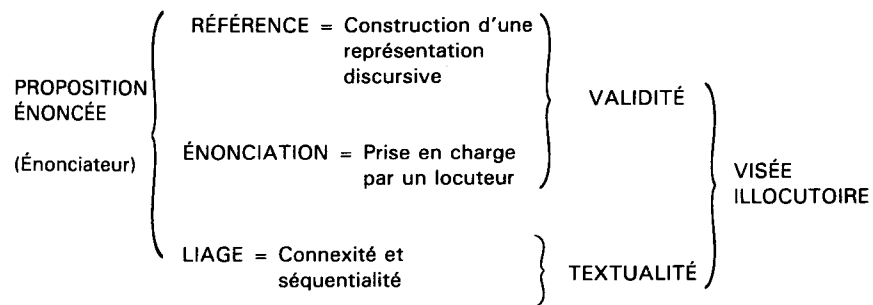 RÉFÉRENCE = Construction d'une
représentation
discursive
PROPOSITION
ÉNONCÉE
(Énonciateur)
VALIDITÉ
ÉNONCIATION = Prise en charge
par un locuteur
VISÉE
ILLOCUTOIRE
LIAGE = Connexité et
séquentialité
TEXTUALITÉ